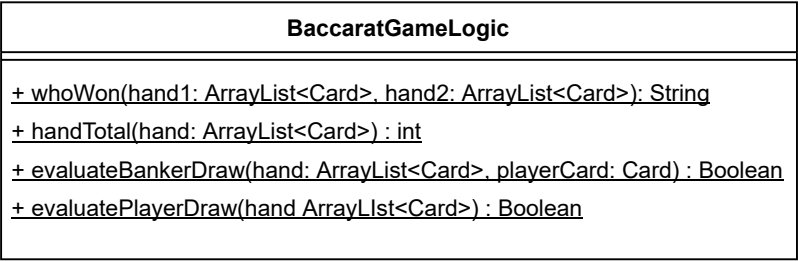 BaccaratGameLogic
+ whoWon(hand1: ArrayList<Card>, hand2: ArrayList<Card>): String
+ handTotal(hand: ArrayList<Card>) : int
+ evaluateBankerDraw(hand: ArrayList<Card>, playerCard: Card) : Boolean
+ evaluatePlayerDraw(hand ArrayLIst<Card>) : Boolean